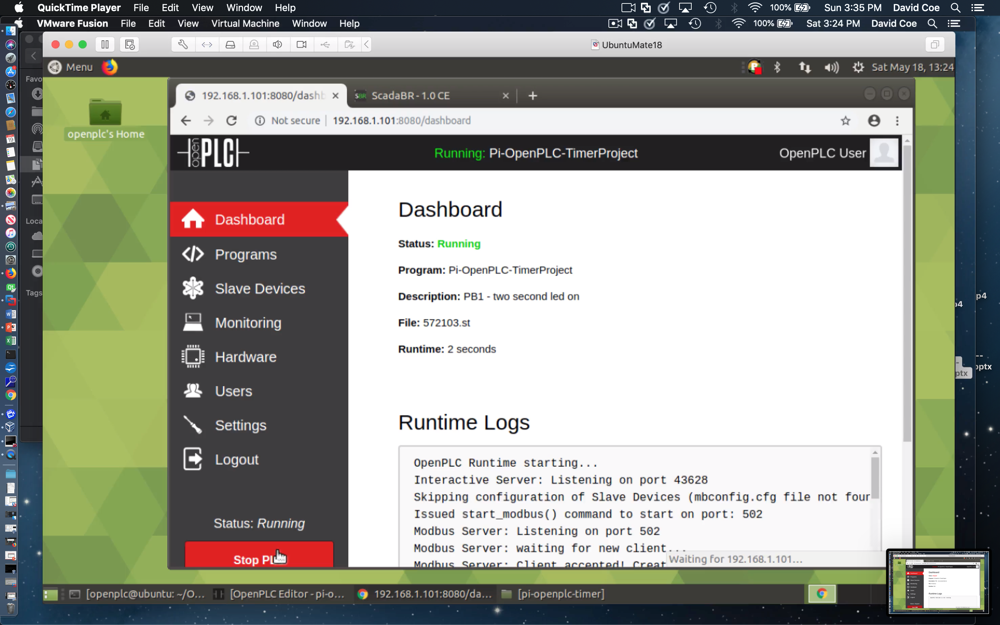 QuickTime Player File Edit View Window Help 100% Sun 3:35 PM David Coe
VMware Fusion File Edit View Virtual Machine Window Help 100% Sat 3:24 PM David Coe
UbuntuMate18
Menu Sat May 18, 13:24
Favo
Loca
Tags
openplc's Home
192.168.1.101:8080/dashb
SBR ScadaBR - 1.0 CE
Not secure 192.168.1.101:8080/dashboard
open PLC
Running: Pi-OpenPLC-TimerProject
OpenPLC User
Dashboard
Programs
Slave Devices
Monitoring
Hardware
Users
Settings
Logout
Status: Running
Stop PL
Dashboard
Status: Running
Program: Pi-OpenPLC-TimerProject
Description: PB1 - two second led on
File: 572103.st
Runtime: 2 seconds
Runtime Logs
OpenPLC Runtime starting...
Interactive Server: Listening on port 43628
Skipping configuration of Slave Devices (mbconfig.cfg file not four
Issued start_modbus() command to start on port: 502
Modbus Server: Listening on port 502
Modbus Server: waiting for new client...
Modbus Server: Client accepted! Creat
Waiting for 192.168.1.101...
p4
p4
pptx
ptx
[openplc@ubuntu: ~/O... [OpenPLC Editor - pi-o... 192.168.1.101:8080/da... [pi-openplc-timer]